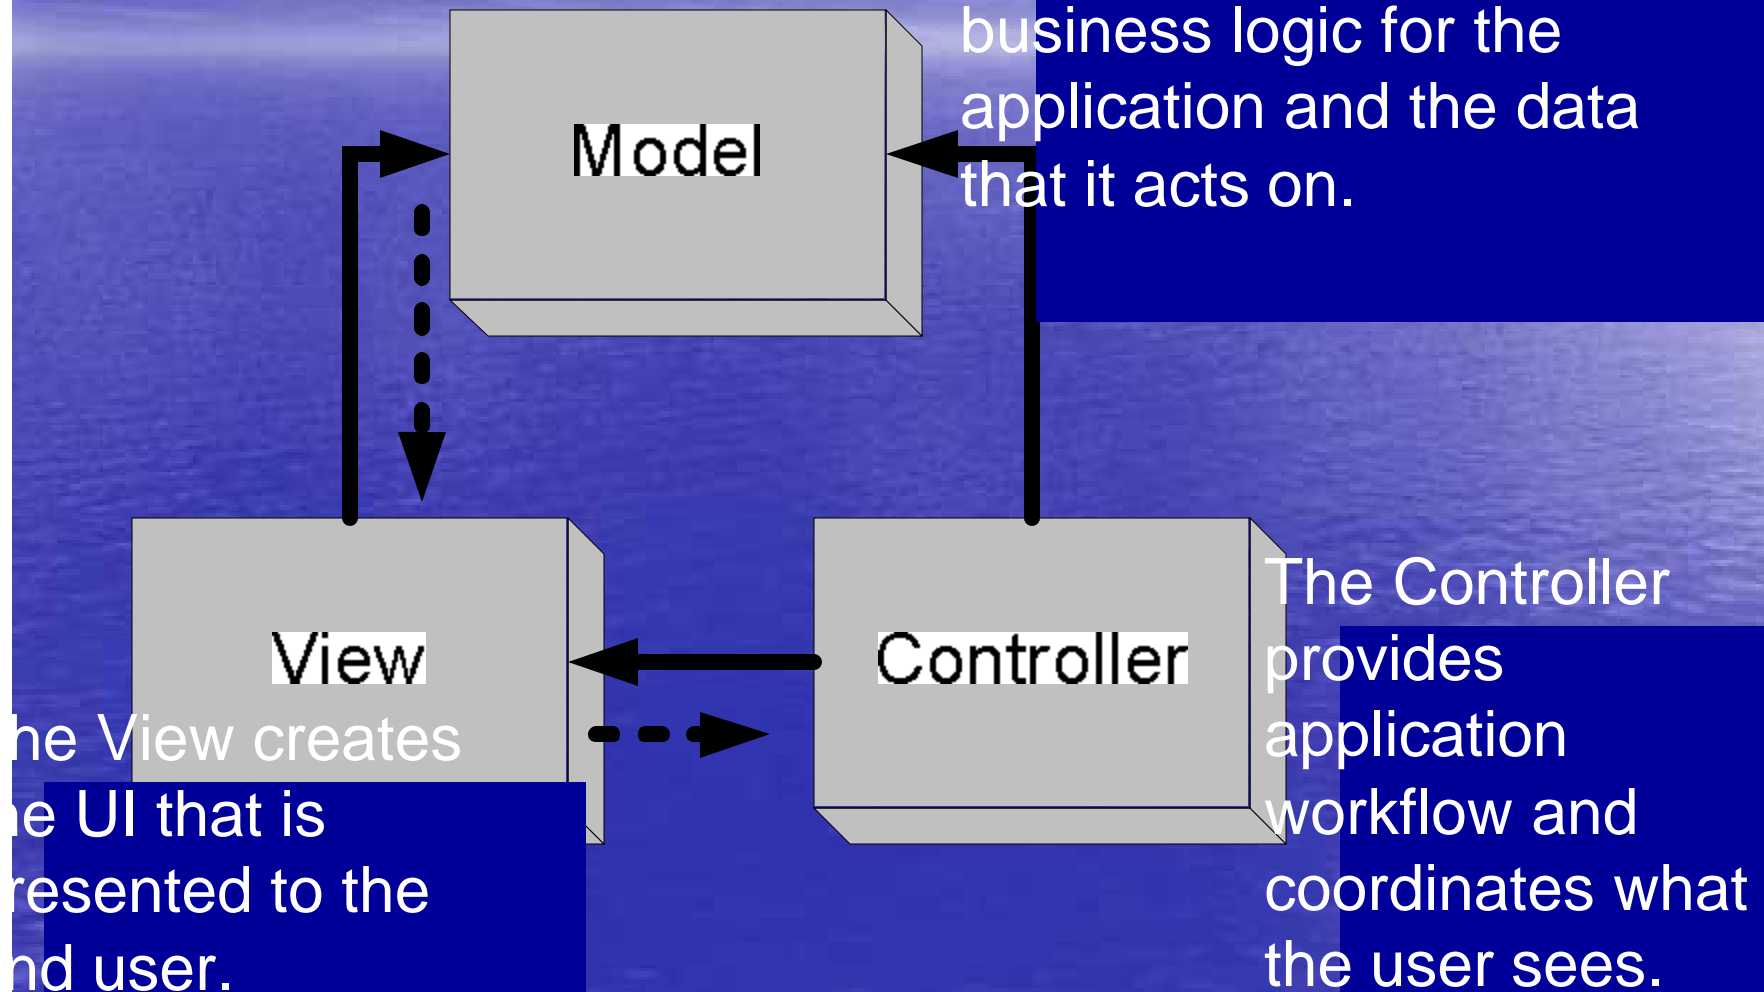 business logic for the
application and the data
that it acts on.
Model
View
Controller
The Controller
provides
application
workflow and
coordinates what
the user sees.
he View creates
e UI that is
resented to the
nd user.